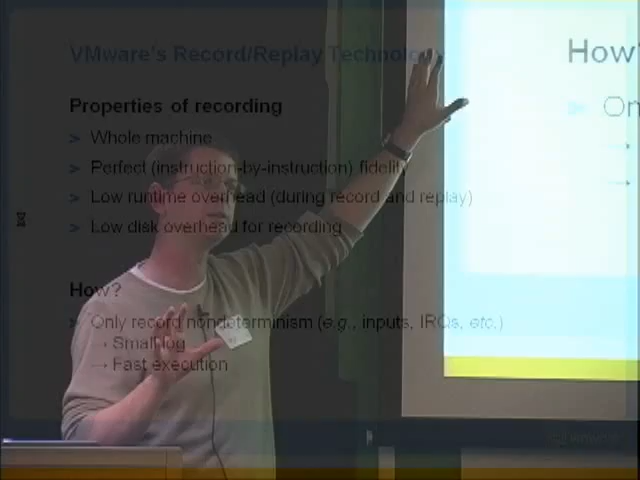 VMware's Record/Replay Technology
How?
Properties of recording
On
> Whole machine
> Perfect (instruction-by-instruction) fidelity
> Low runtime overhead (during record and replay)
> Low disk overhead for recording
How?
> Only record nondeterminism (e.g., inputs, IRQs, etc.)
→ Small log
→ Fast execution